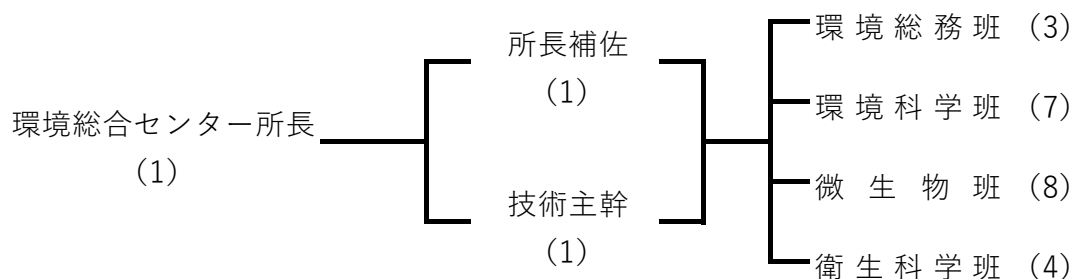 環境総合センター所長
(1)
所長補佐
(1)
技術主幹
(1)
環境総務班 (3)
環境科学班 (7)
微生物班 (8)
衛生科学班 (4)